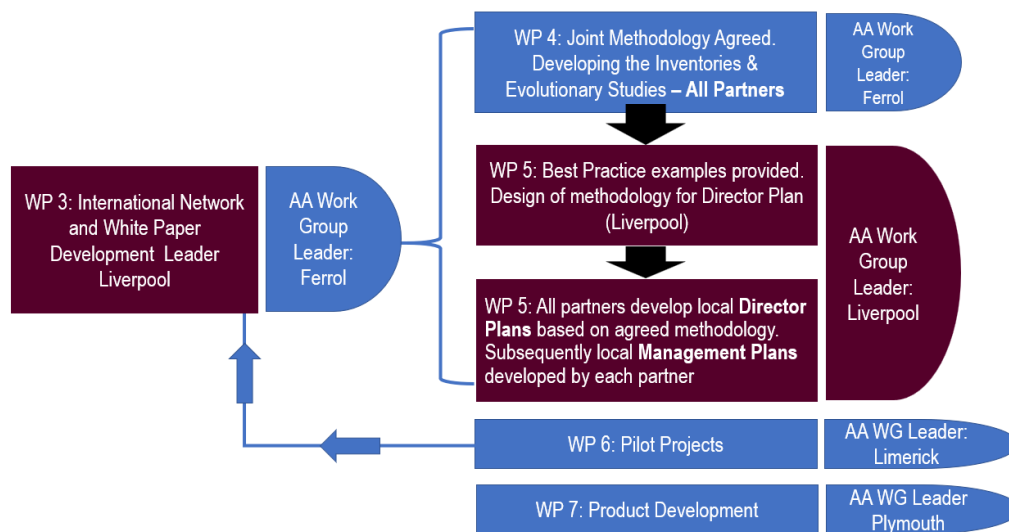 WP 3: International Network
and White Paper
Development Leader
Liverpool
AA Work
Group
Leader:
Ferrol
WP 4: Joint Methodology Agreed.
Developing the Inventories &
Evolutionary Studies – All Partners
AA Work
Group
Leader:
Ferrol
WP 5: Best Practice examples provided.
Design of methodology for Director Plan
(Liverpool)
WP 5: All partners develop local Director
Plans based on agreed methodology.
Subsequently local Management Plans
developed by each partner
AA Work
Group
Leader:
Liverpool
WP 6: Pilot Projects
AA WG Leader:
Limerick
WP 7: Product Development
AA WG Leader
Plymouth